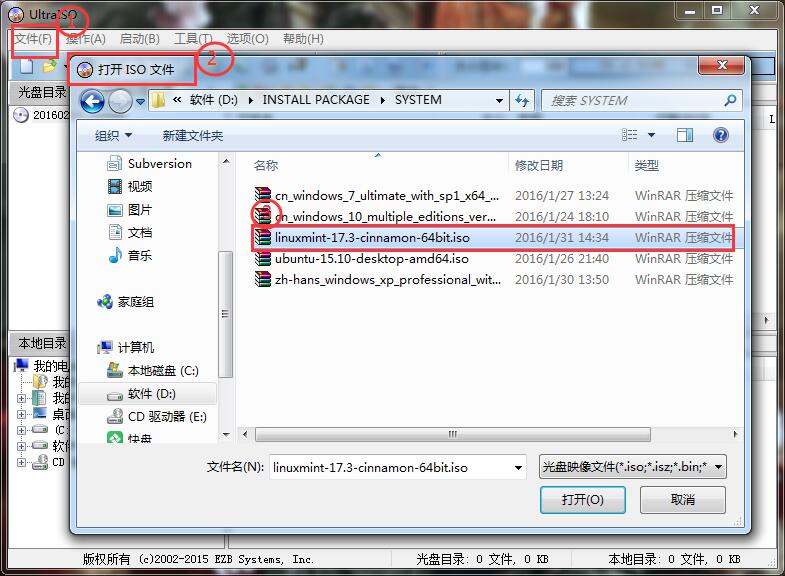 UltraISO
1
文件(F) 操作(A) 启动(B) 工具(T) 选项(O) 帮助(H)
打开 ISO 文件
2
光盘目录
201602
« 软件 (D:) ▸ INSTALL PACKAGE ▸ SYSTEM
搜索 SYSTEM
组织 新建文件夹
名称 修改日期 类型
Subversion
视频
图片
文档
音乐
家庭组
计算机
本地磁盘 (C:)
软件 (D:)
CD 驱动器 (E:)
快盘
cn_windows_7_ultimate_with_sp1_x64_... 2016/1/27 13:24 WinRAR 压缩文件
cn_windows_10_multiple_editions_ver... 2016/1/24 18:10 WinRAR 压缩文件
linuxmint-17.3-cinnamon-64bit.iso 2016/1/31 14:34 WinRAR 压缩文件
ubuntu-15.10-desktop-amd64.iso 2016/1/26 21:40 WinRAR 压缩文件
zh-hans_windows_xp_professional_wit... 2016/1/30 13:50 WinRAR 压缩文件
本地目录
我的电
我的
我的
桌面
(C:
软件
CD
文件名(N): linuxmint-17.3-cinnamon-64bit.iso
光盘映像文件(*.iso;*.isz;*.bin;*
打开(O) 取消
版权所有 (c)2002-2015 EZB Systems, Inc. 光盘目录: 0 文件, 0 KB 本地目录: 0 文件, 0 KB